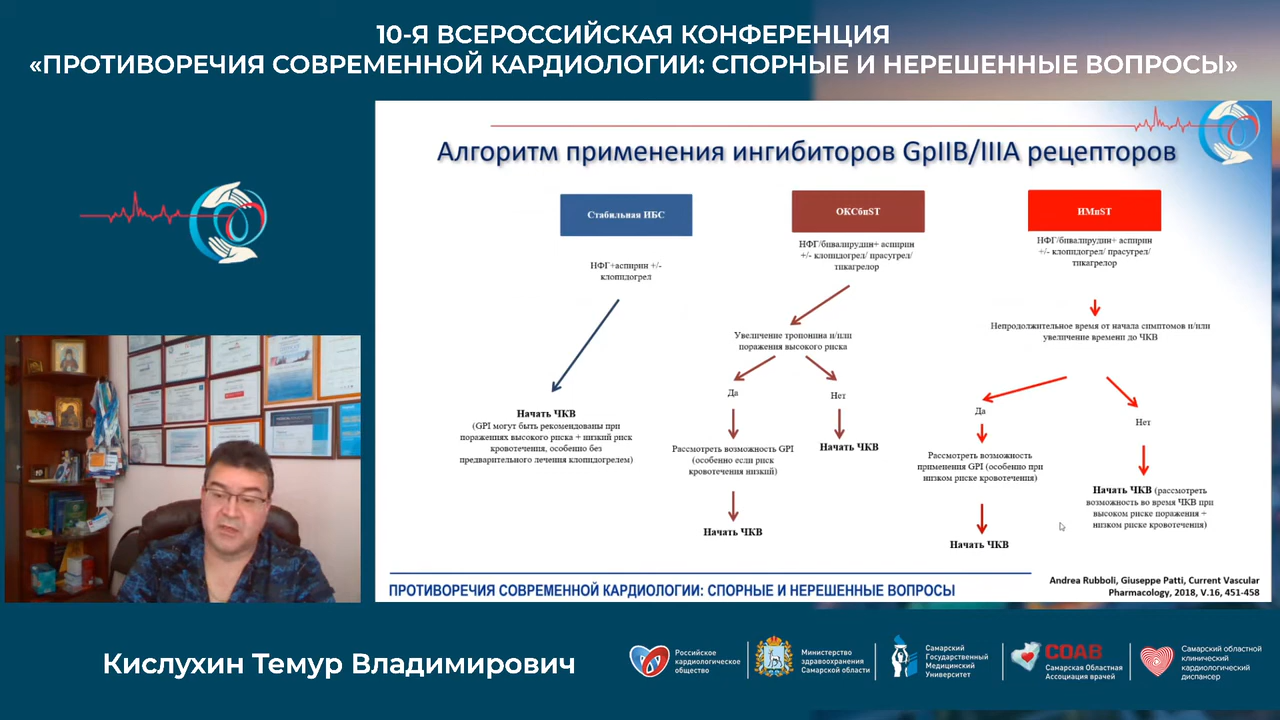 10-Я ВСЕРОССИЙСКАЯ КОНФЕРЕНЦИЯ
«ПРОТИВОРЕЧИЯ СОВРЕМЕННОЙ КАРДИОЛОГИИ: СПОРНЫЕ И НЕРЕШЕННЫЕ ВОПРОСЫ»
Алгоритм применения ингибиторов GpIIB/IIIA рецепторов
Стабильная ИБС
НФГ+аспирин +/-
клопидогрел
Начать ЧКВ
(GPI могут быть рекомендованы при
поражениях высокого риска + низкий риск
кровотечения, особенно без
предварительного лечения клопидогрелем)
ОКСбпST
НФГ/бивалирудин+ аспирин
+/- клопидогрел/ прасугрел/
тикагрелор
Увеличение тропонина и/или
поражения высокого риска
Да
Нет
Рассмотреть возможность GPI
(особенно если риск
кровотечения низкий)
Начать ЧКВ
Начать ЧКВ
ИМпST
НФГ/бивалирудин+ аспирин
+/- клопидогрел/ прасугрел/
тикагрелор
Непродолжительное время от начала симптомов и/или
увеличение времени до ЧКВ
Да
Нет
Рассмотреть возможность
применения GPI (особенно при
низком риске кровотечения)
Начать ЧКВ
Начать ЧКВ (рассмотреть
возможность во время ЧКВ при
высоком риске поражения +
низком риске кровотечения)
ПРОТИВОРЕЧИЯ СОВРЕМЕННОЙ КАРДИОЛОГИИ: СПОРНЫЕ И НЕРЕШЕННЫЕ ВОПРОСЫ
Andrea Rubboli, Giuseppe Patti, Current Vascular
Pharmacology, 2018, V.16, 451-458
Кислухин Темур Владимирович
Российское
кардиологическое
общество
Министерство
здравоохранения
Самарской области
Самарский
Государственный
Медицинский
Университет
СОАВ
Самарская Областная
Ассоциация врачей
Самарский областной
клинический
кардиологический
диспансер